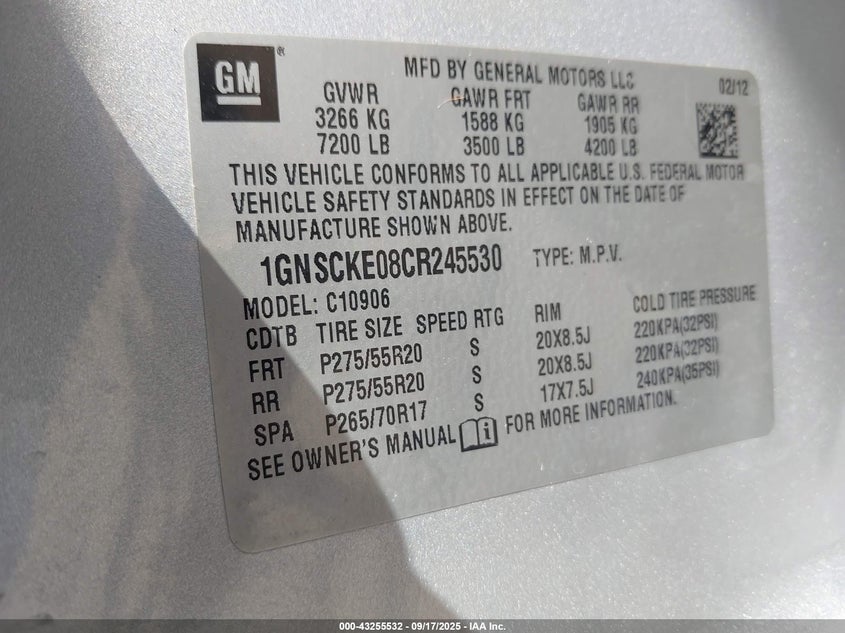 GM ®
MFD BY GENERAL MOTORS LLC
02/12
GVWR GAWR FRT GAWR RR
3266 KG 1588 KG 1905 KG
7200 LB 3500 LB 4200 LB
THIS VEHICLE CONFORMS TO ALL APPLICABLE U.S. FEDERAL MOTOR
VEHICLE SAFETY STANDARDS IN EFFECT ON THE DATE OF
MANUFACTURE SHOWN ABOVE.
1GNSCKE08CR245530 TYPE: M.P.V.
MODEL: C10906
CDTB TIRE SIZE SPEED RTG RIM COLD TIRE PRESSURE
FRT P275/55R20 S 20X8.5J 220KPA(32PSI)
RR P275/55R20 S 20X8.5J 220KPA(32PSI)
SPA P265/70R17 S 17X7.5J 240KPA(35PSI)
SEE OWNER'S MANUAL i FOR MORE INFORMATION.
000-43255532 - 09/17/2025 - IAA Inc.